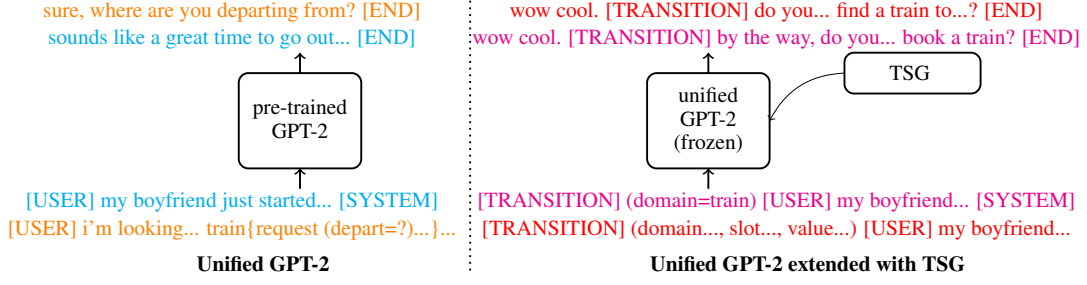 sure, where are you departing from? [END]
sounds like a great time to go out... [END]
pre-trained
GPT-2
[USER] my boyfriend just started... [SYSTEM]
[USER] i'm looking... train{request (depart=?)...}...
Unified GPT-2
wow cool. [TRANSITION] do you... find a train to...? [END]
wow cool. [TRANSITION] by the way, do you... book a train? [END]
unified
GPT-2
(frozen)
TSG
[TRANSITION] (domain=train) [USER] my boyfriend... [SYSTEM]
[TRANSITION] (domain..., slot..., value...) [USER] my boyfriend...
Unified GPT-2 extended with TSG